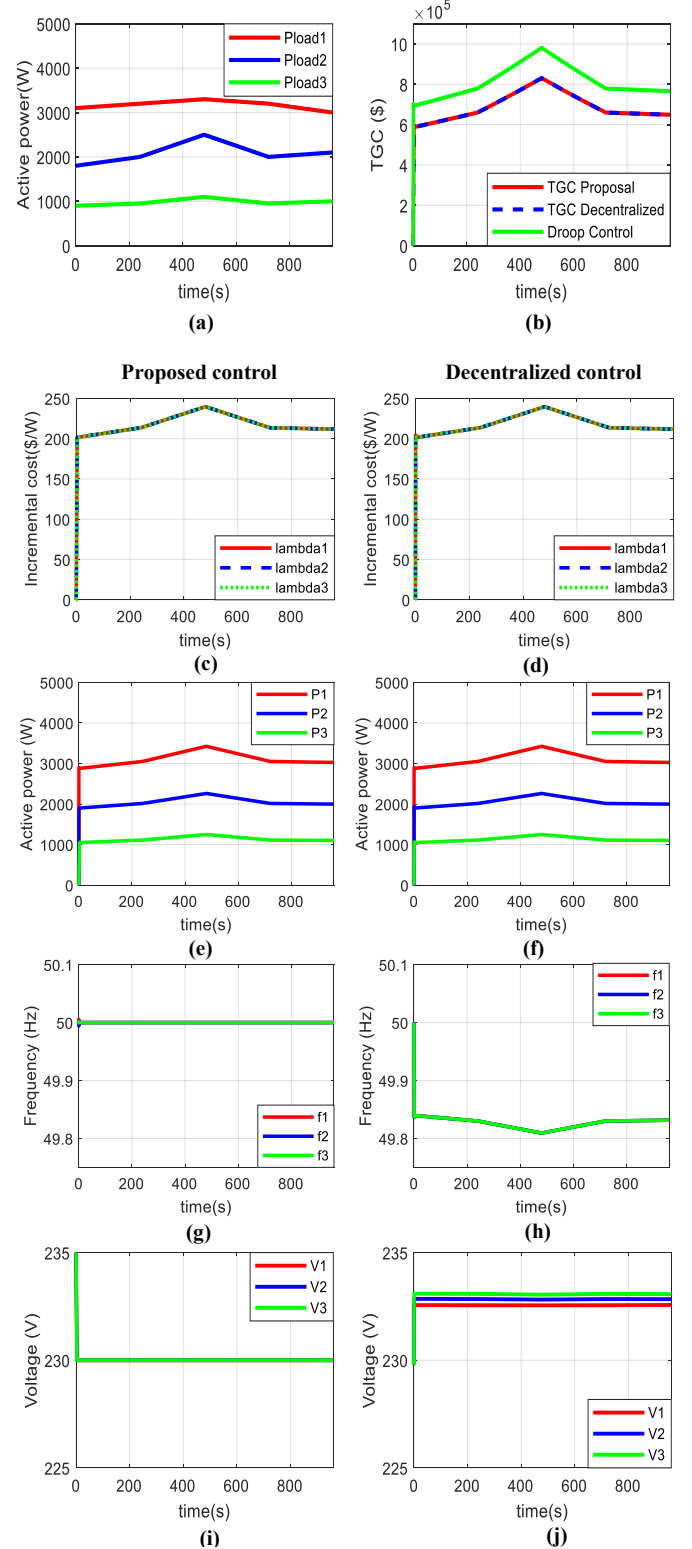 5000
4000
3000
2000
1000
0
Active power(W)
Pload1
Pload2
Pload3
0 200 400 600 800
time(s)
(a)
×10⁵
10
8
6
4
2
0
TGC ($)
TGC Proposal
TGC Decentralized
Droop Control
0 200 400 600 800
time(s)
(b)
Proposed control
250
200
150
100
50
0
Incremental cost($/W)
lambda1
lambda2
lambda3
0 200 400 600 800
time(s)
(c)
Decentralized control
250
200
150
100
50
0
Incremental cost($/W)
lambda1
lambda2
lambda3
0 200 400 600 800
time(s)
(d)
5000
4000
3000
2000
1000
0
Active power (W)
P1
P2
P3
0 200 400 600 800
time(s)
(e)
5000
4000
3000
2000
1000
0
Active power (W)
P1
P2
P3
0 200 400 600 800
time(s)
(f)
50.1
50
49.9
49.8
Frequency (Hz)
f1
f2
f3
0 200 400 600 800
time(s)
(g)
50.1
50
49.9
49.8
Frequency (Hz)
f1
f2
f3
0 200 400 600 800
time(s)
(h)
235
230
225
Voltage (V)
V1
V2
V3
0 200 400 600 800
time(s)
(i)
235
230
225
Voltage (V)
V1
V2
V3
0 200 400 600 800
time(s)
(j)